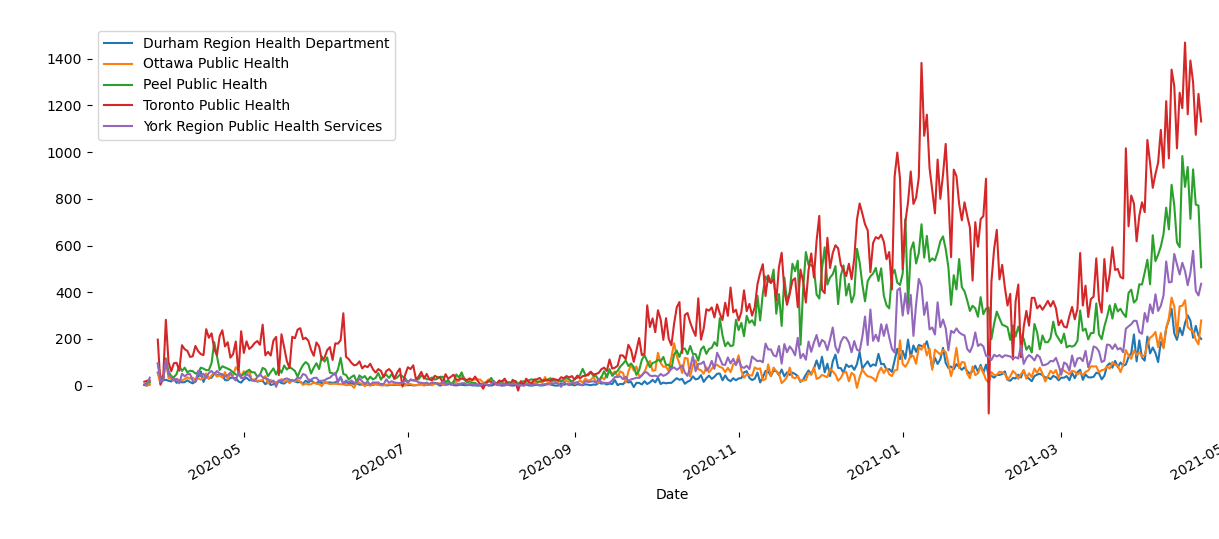 Durham Region Health Department
Ottawa Public Health
Peel Public Health
Toronto Public Health
York Region Public Health Services
1400
1200
1000
800
600
400
200
0
2020-05
2020-07
2020-09
2020-11
2021-01
2021-03
2021-05
Date